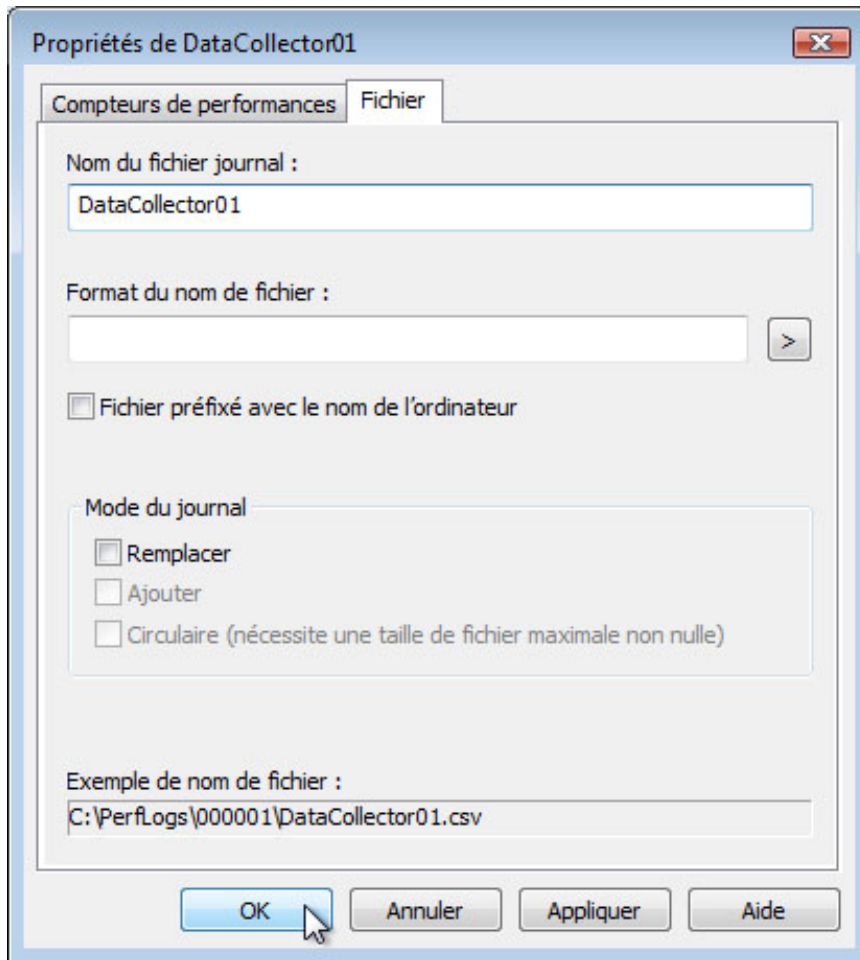 Propriétés de DataCollector01
Compteurs de performances
Fichier
Nom du fichier journal :
DataCollector01
Format du nom de fichier :
>
Fichier préfixé avec le nom de l'ordinateur
Mode du journal
Remplacer
Ajouter
Circulaire (nécessite une taille de fichier maximale non nulle)
Exemple de nom de fichier :
C:\PerfLogs\000001\DataCollector01.csv
OK
Annuler
Appliquer
Aide